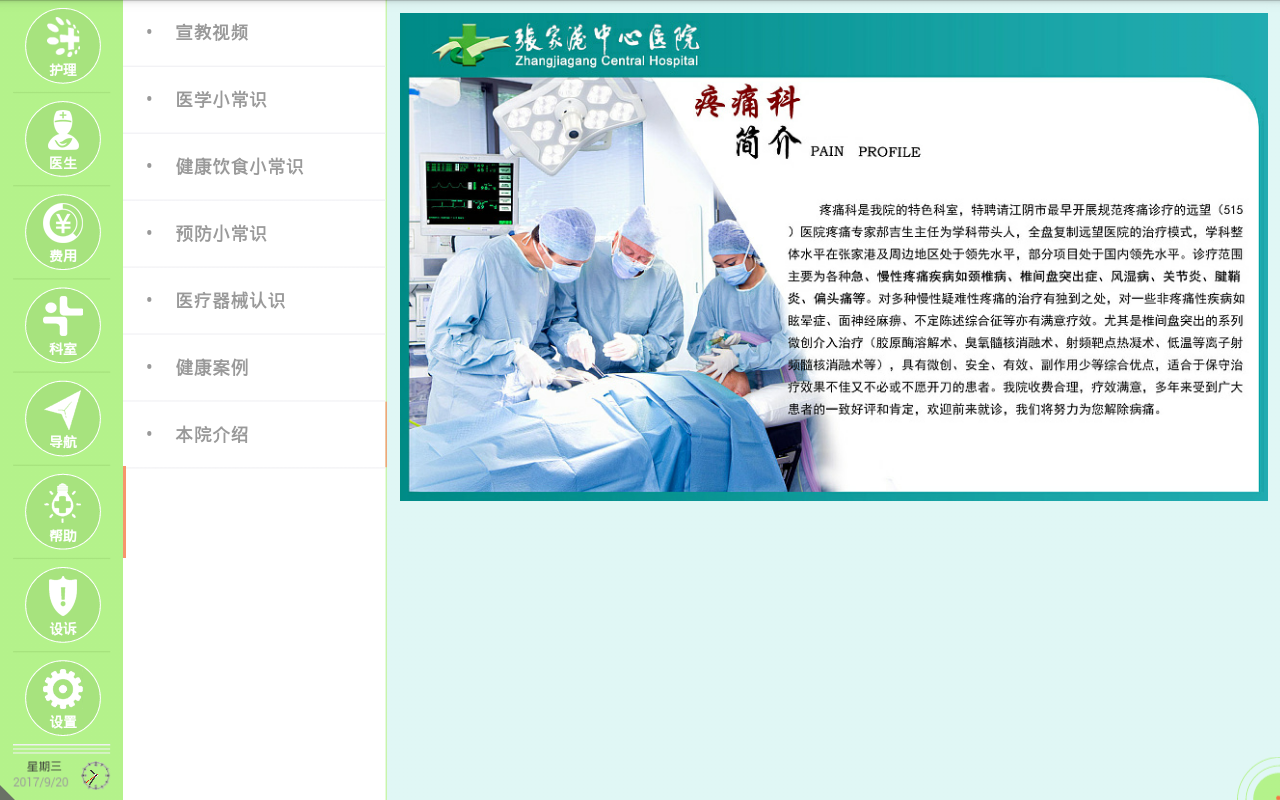 护理
医生
费用
科室
导航
帮助
设诉
设置
星期三
2017/9/20
宣教视频
医学小常识
健康饮食小常识
预防小常识
医疗器械认识
健康案例
本院介绍
張家港中心医院
Zhangjiagang Central Hospital
疼痛科
简介 PAIN PROFILE
疼痛科是我院的特色科室，特聘请江阴市最早开展规范疼痛诊疗的远望（515
）医院疼痛专家郝吉生主任为学科带头人，全盘复制远望医院的治疗模式，学科整
体水平在张家港及周边地区处于领先水平，部分项目处于国内领先水平。诊疗范围
主要为各种急、慢性疼痛疾病如颈椎病、椎间盘突出症、风湿病、关节炎、腱鞘
炎、偏头痛等。对多种慢性疑难性疼痛的治疗有独到之处，对一些非疼痛性疾病如
眩晕症、面神经麻痹、不定陈述综合征等亦有满意疗效。尤其是椎间盘突出的系列
微创介入治疗（胶原酶溶解术、臭氧髓核消融术、射频靶点热凝术、低温等离子射
频髓核消融术等），具有微创、安全、有效、副作用少等综合优点，适合于保守治
疗效果不佳又不必或不愿开刀的患者。我院收费合理，疗效满意，多年来受到广大
患者的一致好评和肯定，欢迎前来就诊，我们将努力为您解除病痛。